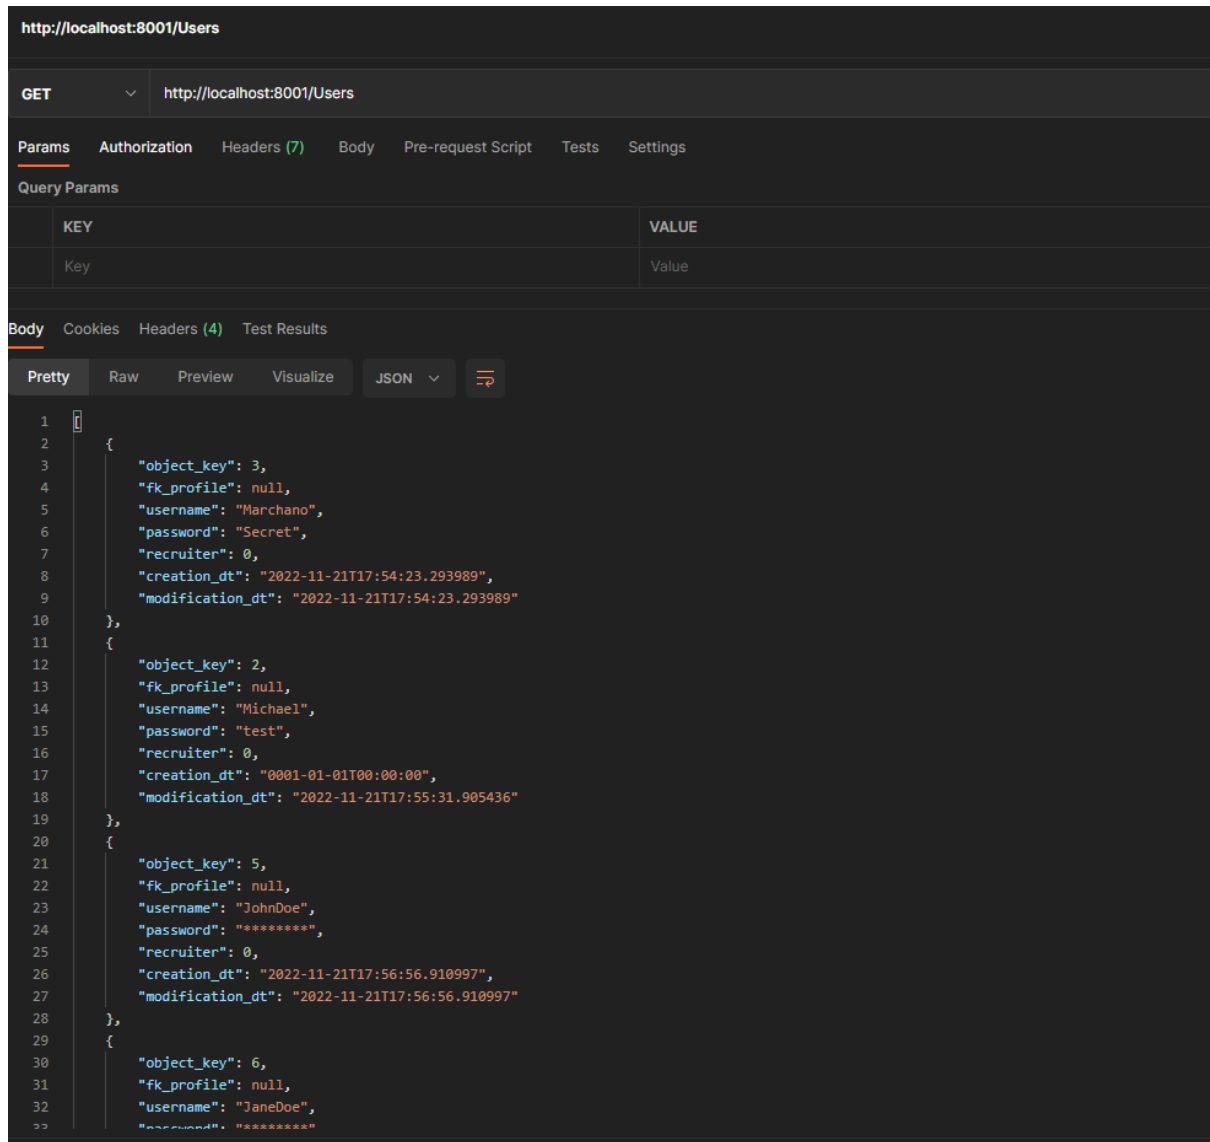 http://localhost:8001/Users
GET http://localhost:8001/Users
Params Authorization Headers (7) Body Pre-request Script Tests Settings
Query Params
KEY VALUE
Key Value
Body Cookies Headers (4) Test Results
Pretty Raw Preview Visualize JSON
1 [
2 {
3 "object_key": 3,
4 "fk_profile": null,
5 "username": "Marchano",
6 "password": "Secret",
7 "recruiter": 0,
8 "creation_dt": "2022-11-21T17:54:23.293989",
9 "modification_dt": "2022-11-21T17:54:23.293989"
10 },
11 {
12 "object_key": 2,
13 "fk_profile": null,
14 "username": "Michael",
15 "password": "test",
16 "recruiter": 0,
17 "creation_dt": "0001-01-01T00:00:00",
18 "modification_dt": "2022-11-21T17:55:31.905436"
19 },
20 {
21 "object_key": 5,
22 "fk_profile": null,
23 "username": "JohnDoe",
24 "password": "********",
25 "recruiter": 0,
26 "creation_dt": "2022-11-21T17:56:56.910997",
27 "modification_dt": "2022-11-21T17:56:56.910997"
28 },
29 {
30 "object_key": 6,
31 "fk_profile": null,
32 "username": "JaneDoe",
33 "password": "********"